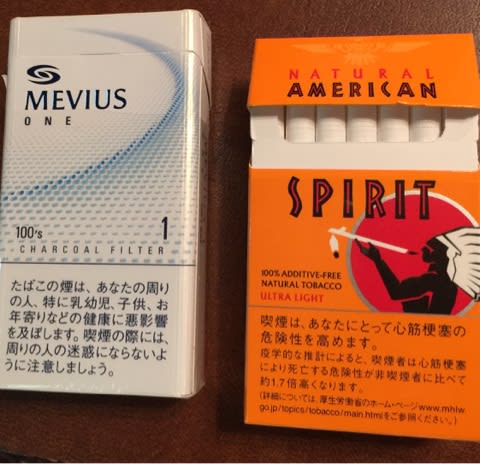 MEVIUS
ONE
100's
1
CHARCOAL FILTER
たばこの煙は、あなたの周り
の人、特に乳幼児、子供、お
年寄りなどの健康に悪影響
を及ぼします。喫煙の際には、
周りの人の迷惑にならないよ
うに注意しましょう。
NATURAL
AMERICAN
SPIRIT
100% ADDITIVE-FREE
NATURAL TOBACCO
ULTRA LIGHT
喫煙は、あなたにとって心筋梗塞の
危険性を高めます。
疫学的な推計によると、喫煙者は心筋梗塞
により死亡する危険性が非喫煙者に比べて
約1.7倍高くなります。
(詳細については、厚生労働省のホーム・ページwww.mhlw.
go.jp/topics/tobacco/main.htmlをご参照ください。)